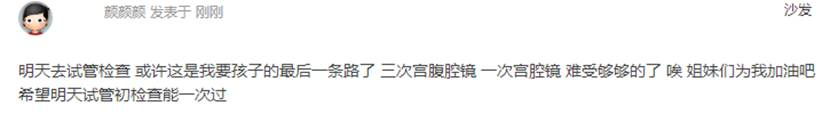 颜颜颜 发表于 刚刚 沙发
明天去试管检查 或许这是我要孩子的最后一条路了 三次宫腹腔镜 一次宫腔镜 难受够够的了 唉 姐妹们为我加油吧
希望明天试管初检查能一次过